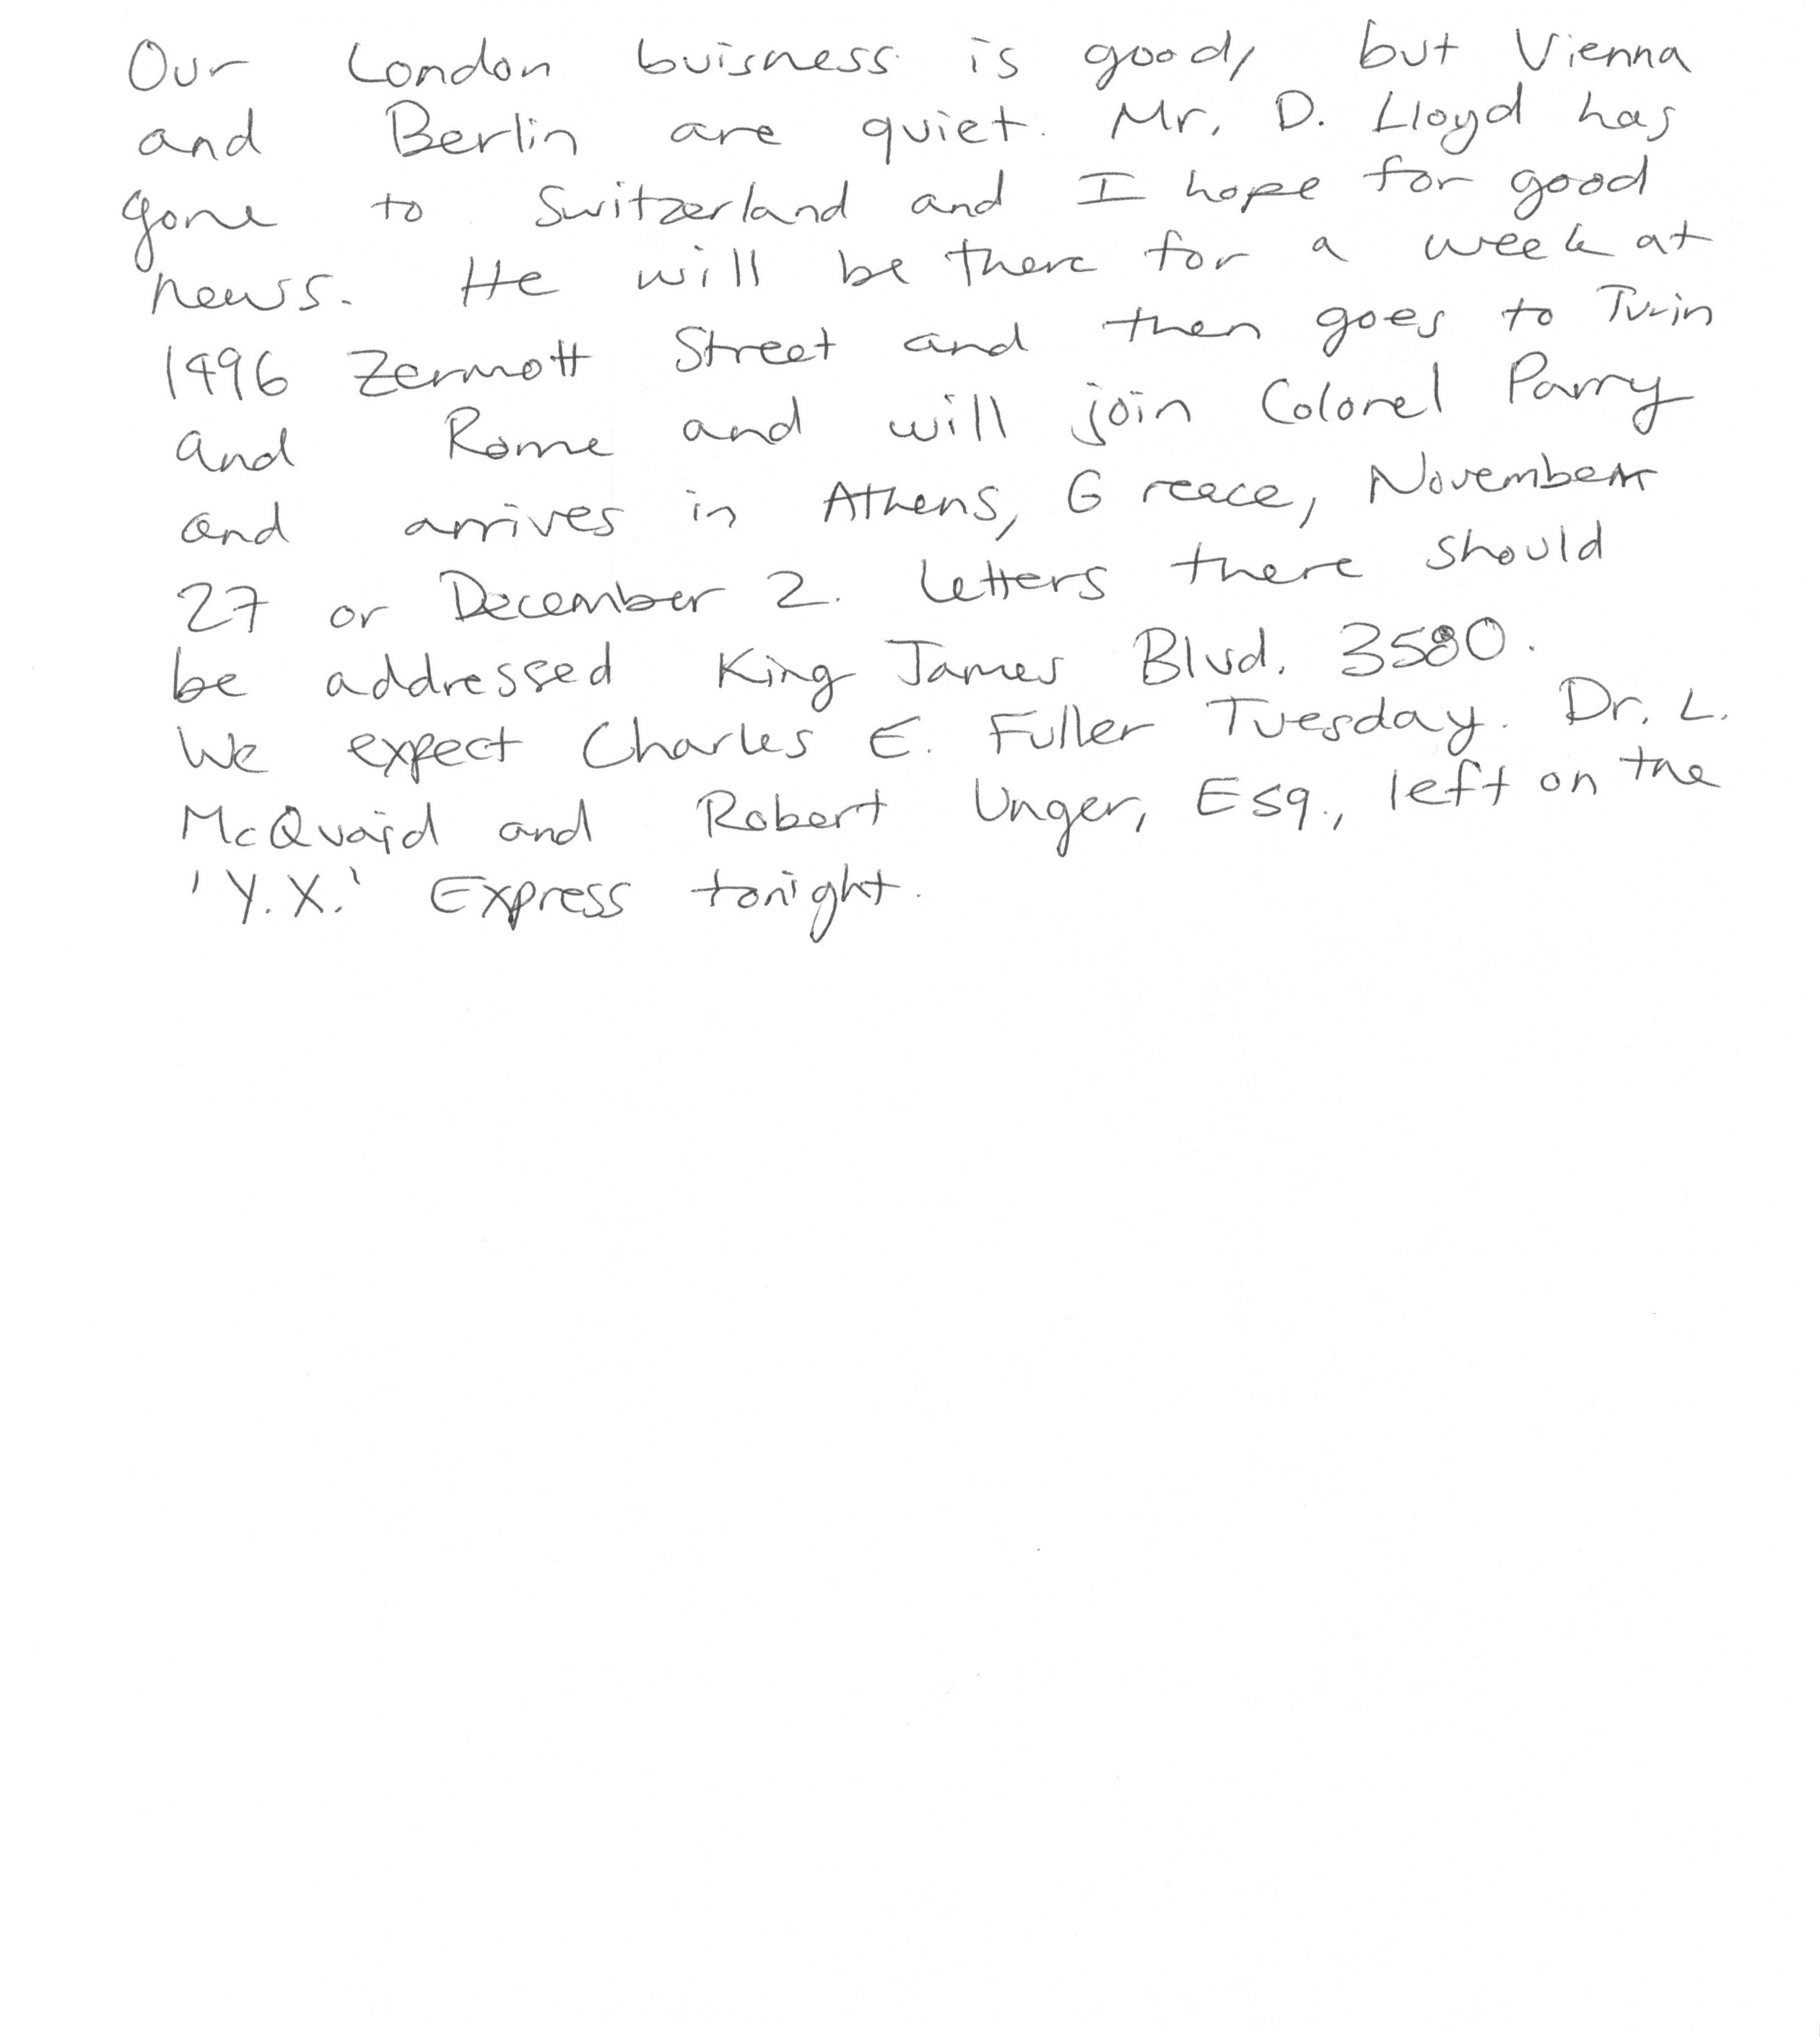 Our London buisness is good, but Vienna
and Berlin are quiet. Mr. D. Lloyd has
gone to Switzerland and I hope for good
news. He will be there for a week at
1496 Zermott Street and then goes to Turin
and Rome and will join Colonel Parry
and arrives in Athens, Greece, November
27 or December 2. Letters there should
be addressed King James Blvd. 3580.
We expect Charles E. Fuller Tuesday. Dr. L.
McQuaid and Robert Unger, Esq., left on the
'Y.X.' Express tonight.